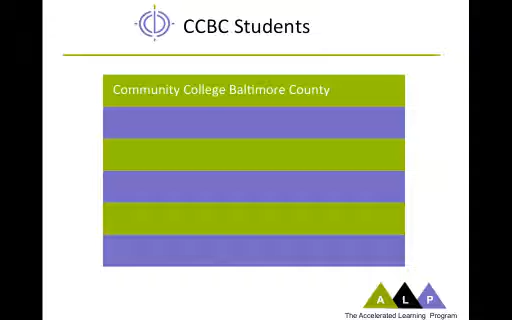 CCBC Students
Community College Baltimore County
A L P
The Accelerated Learning Program